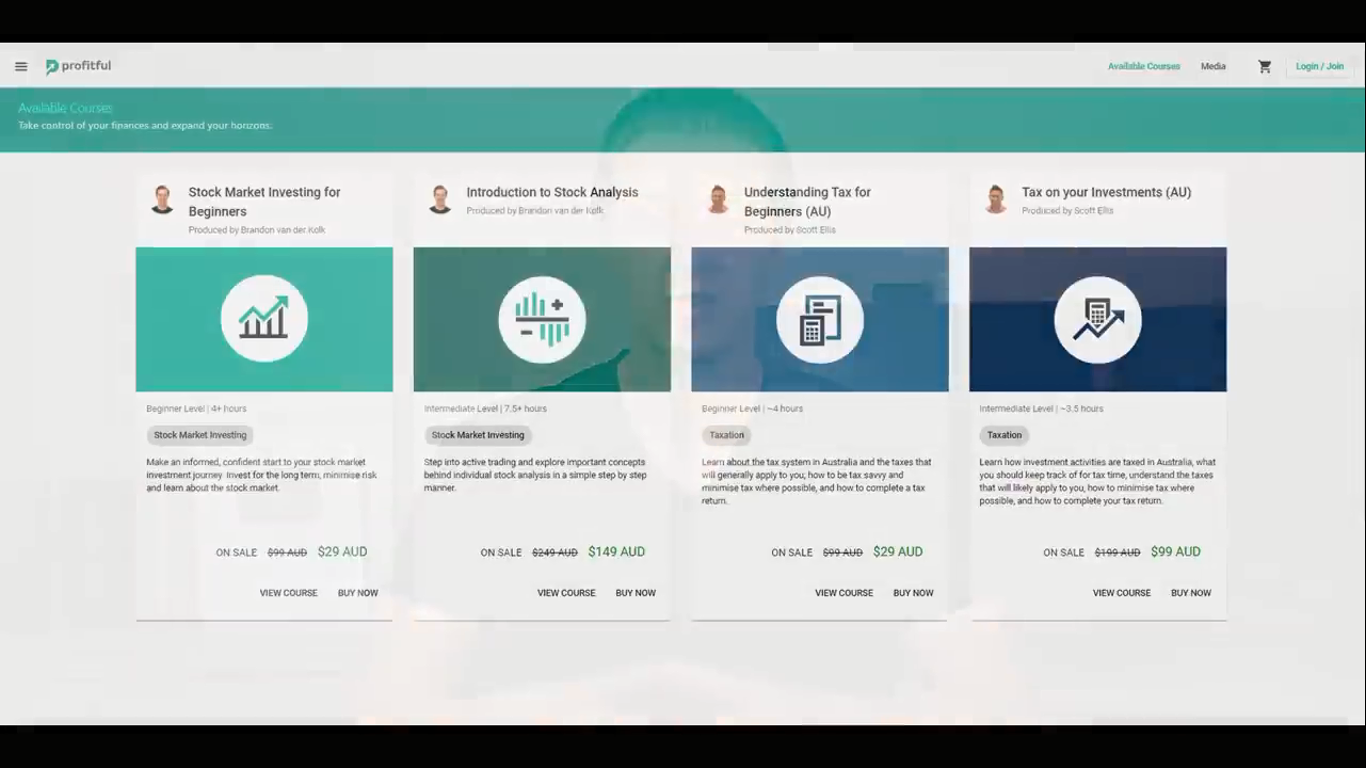 profitful
Available Courses
Media
Login / Join
Available Courses
Take control of your finances and expand your horizons.
Stock Market Investing for
Beginners
Produced by Brandon van der Kolk
Beginner Level | 4+ hours
Stock Market Investing
Make an informed, confident start to your stock market
investment journey. Invest for the long term, minimise risk
and learn about the stock market.
ON SALE $99 AUD $29 AUD
VIEW COURSE BUY NOW
Introduction to Stock Analysis
Produced by Brandon van der Kolk
Intermediate Level | 7.5+ hours
Stock Market Investing
Step into active trading and explore important concepts
behind individual stock analysis in a simple step by step
manner.
ON SALE $249 AUD $149 AUD
VIEW COURSE BUY NOW
Understanding Tax for
Beginners (AU)
Produced by Scott Ellis
Beginner Level | ~4 hours
Taxation
Learn about the tax system in Australia and the taxes that
will generally apply to you, how to be tax savvy and
minimise tax where possible, and how to complete a tax
return.
ON SALE $99 AUD $29 AUD
VIEW COURSE BUY NOW
Tax on your Investments (AU)
Produced by Scott Ellis
Intermediate Level | ~3.5 hours
Taxation
Learn how investment activities are taxed in Australia, what
you should keep track of for tax time, understand the taxes
that will likely apply to you, how to minimise tax where
possible, and how to complete your tax return.
ON SALE $199 AUD $99 AUD
VIEW COURSE BUY NOW